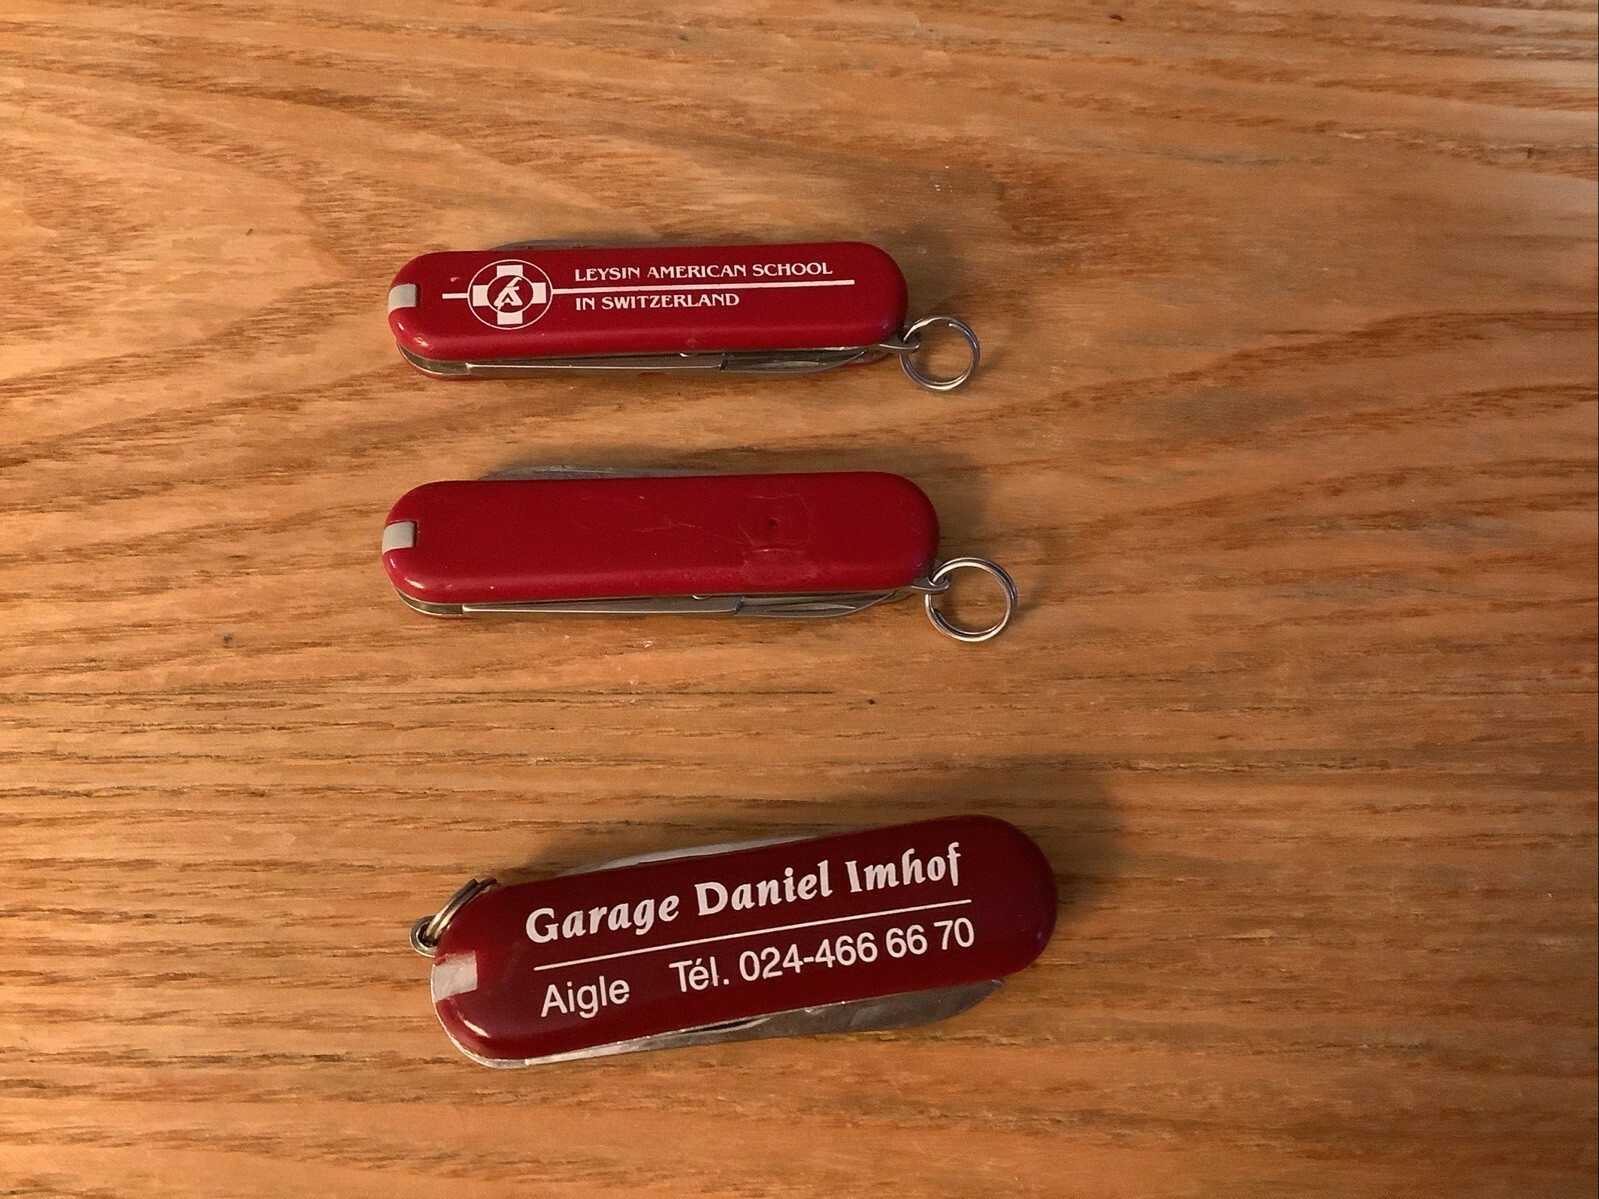 LEYSIN AMERICAN SCHOOL
IN SWITZERLAND
Garage Daniel Imhof
Aigle Tél. 024-466 66 70